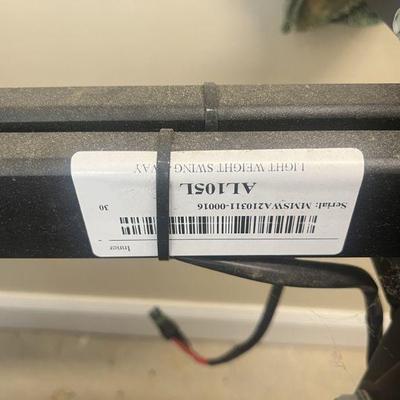 LIGHT WEIGHT SWING AWAY
AL105L
Serial: MMSWA210311-00016
30
Inner